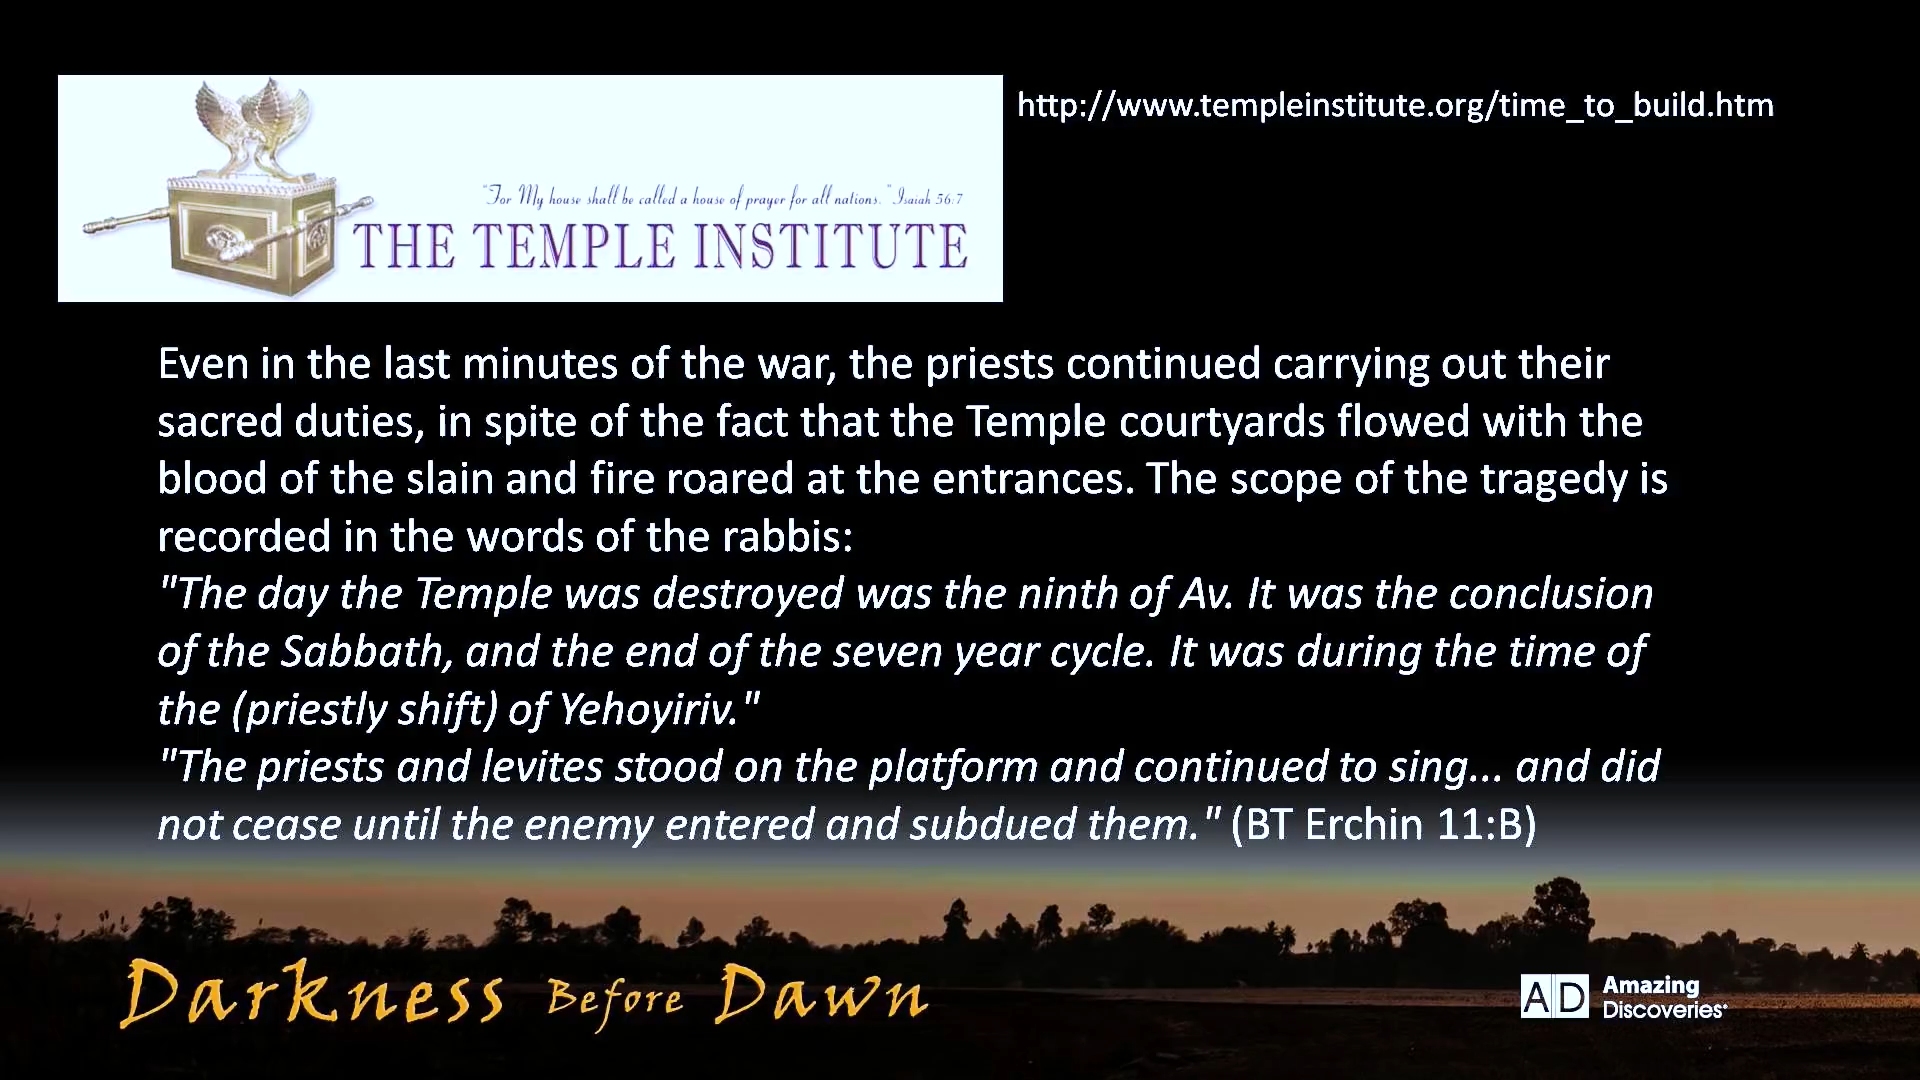 http://www.templeinstitute.org/time_to_build.htm
"For My house shall be called a house of prayer for all nations." Isaiah 56:7
THE TEMPLE INSTITUTE
Even in the last minutes of the war, the priests continued carrying out their
sacred duties, in spite of the fact that the Temple courtyards flowed with the
blood of the slain and fire roared at the entrances. The scope of the tragedy is
recorded in the words of the rabbis:
"The day the Temple was destroyed was the ninth of Av. It was the conclusion
of the Sabbath, and the end of the seven year cycle. It was during the time of
the (priestly shift) of Yehoyiriv."
"The priests and levites stood on the platform and continued to sing... and did
not cease until the enemy entered and subdued them." (BT Erchin 11:B)
Darkness Before Dawn
AD Amazing
Discoveries